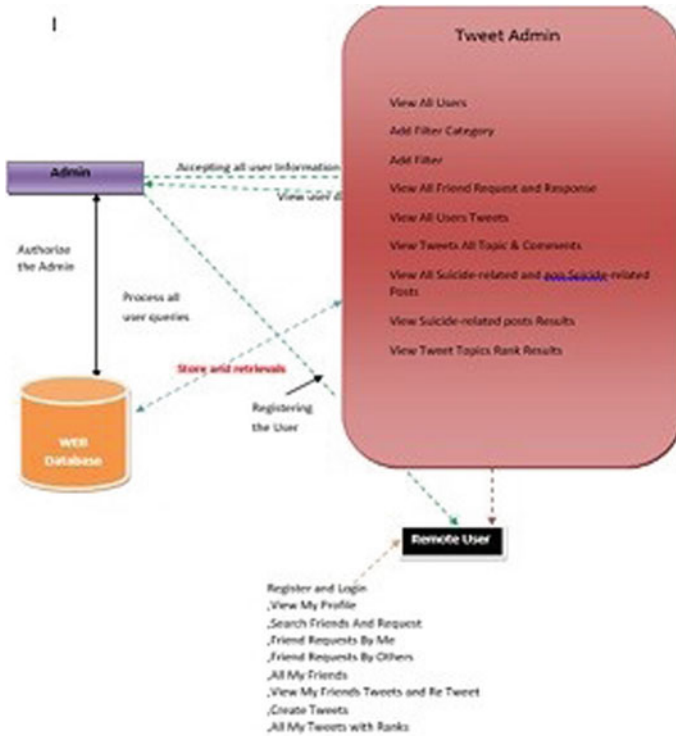 I
Tweet Admin
View All Users
Add Filter Category
Add Filter
View All Friend Request and Response
View All Users Tweets
View Tweets All Topic & Comments
View All Suicide-related and non Suicide-related
Posts
View Suicide-related posts Results
View Tweet Topics Rank Results
Admin
Accepting all user Information
View user d
Authorize
the Admin
Process all
user queries
Store and retrievals
Registering
the User
WEB
Database
Remote User
Register and Login
,View My Profile
,Search Friends And Request
,Friend Requests By Me
,Friend Requests By Others
,All My Friends
,View My Friends Tweets and Re Tweet
,Create Tweets
,All My Tweets with Ranks